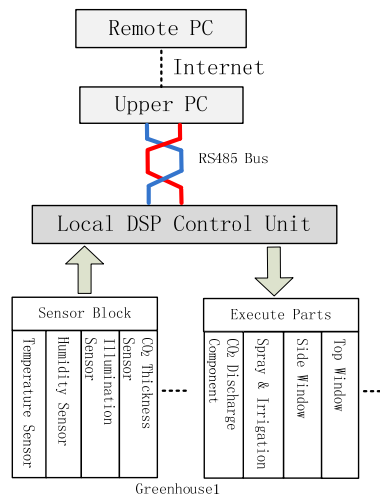 Remote PC
Internet
Upper PC
RS485 Bus
Local DSP Control Unit
Sensor Block
Temperature Sensor
Humidity Sensor
Illumination
Sensor
CO₂ Thickness
Sensor
Execute Parts
CO₂ Discharge
Component
Spray & Irrigation
Side Window
Top Window
Greenhouse1